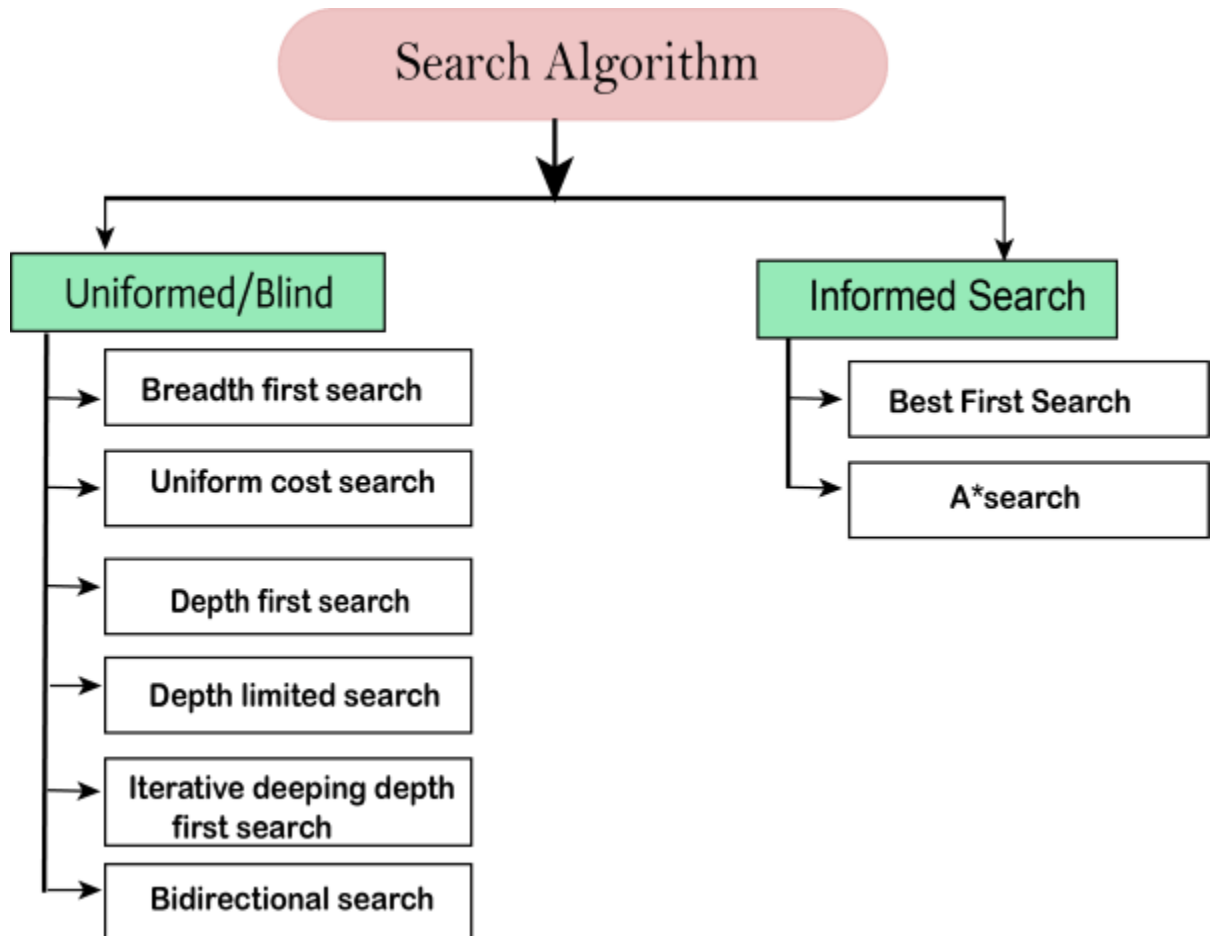 Search Algorithm
Uniformed/Blind
Breadth first search
Uniform cost search
Depth first search
Depth limited search
Iterative deeping depth
first search
Bidirectional search
Informed Search
Best First Search
A*search